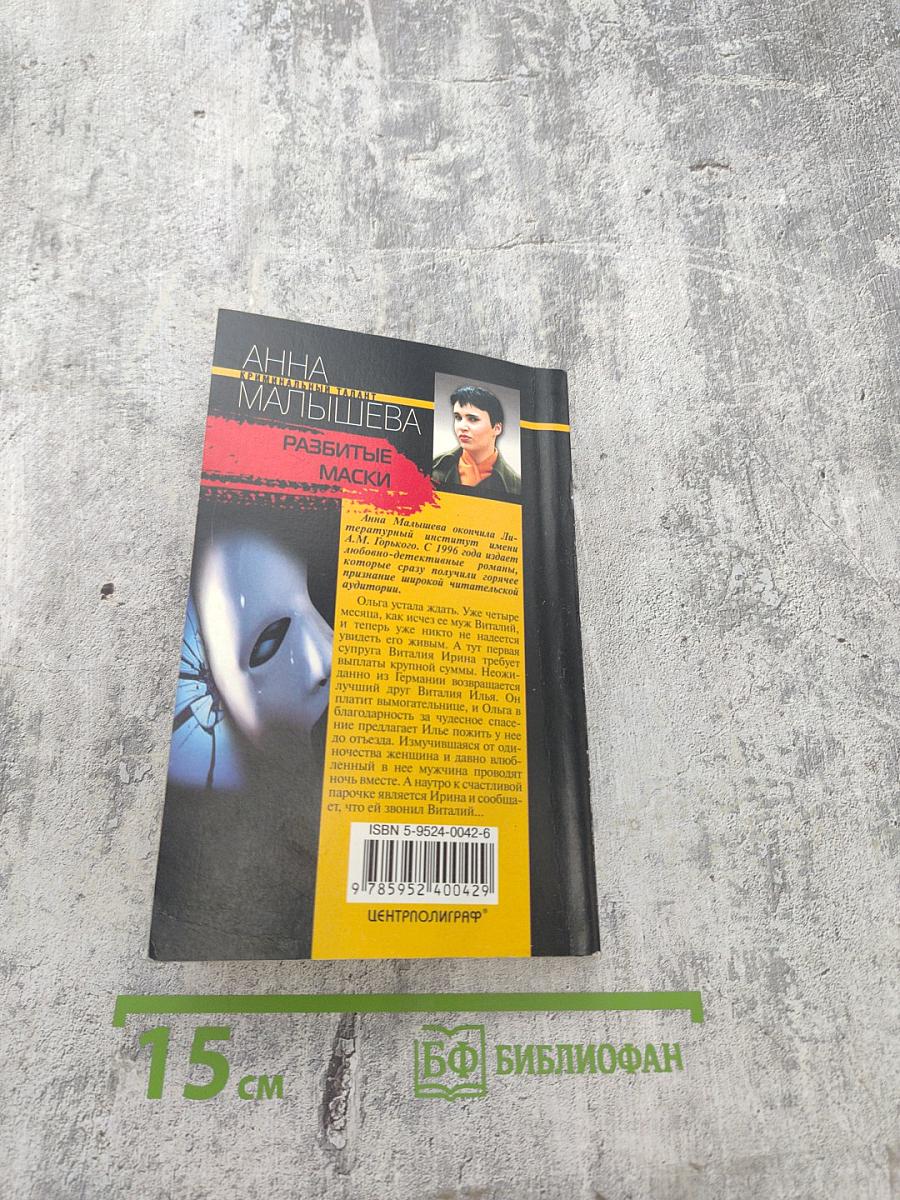 АННА
КРИМИНАЛЬНЫЙ ТАЛАНТ
МАЛЫШЕВА
РАЗБИТЫЕ
МАСКИ
Анна Малышева окончила Ли-
тературный институт имени
А.М. Горького. С 1996 года издает
любовно-детективные романы,
которые сразу получили горячее
признание широкой читательской
аудитории.
Ольга устала ждать. Уже четыре
месяца, как исчез ее муж Виталий,
и теперь уже никто не надеется
увидеть его живым. А тут первая
супруга Виталия Ирина требует
выплаты крупной суммы. Неожи-
данно из Германии возвращается
лучший друг Виталия Илья. Он
платит вымогательнице, и Ольга в
благодарность за чудесное спасе-
ние предлагает Илье пожить у нее
до отъезда. Измучившаяся от оди-
ночества женщина и давно влюб-
ленный в нее мужчина проводят
ночь вместе. А наутро к счастливой
парочке является Ирина и сообща-
ет, что ей звонил Виталий...
ISBN 5-9524-0042-6
9 785952 400429
ЦЕНТРПОЛИГРАФ®
15 см
БФ БИБЛИОФАН